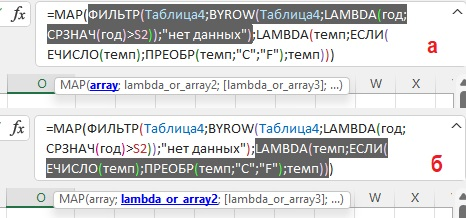 =MAP(ФИЛЬТР(Таблица4;BYROW(Таблица4;LAMBDA(год;
СРЗНАЧ(год)>S2));"нет данных");LAMBDA(темп;ЕСЛИ(
ЕЧИСЛО(темп);ПРЕОБР(темп;"C";"F");темп)))
а
fx
O
MAP(array; lambda_or_array2; [lambda_or_array3]; ...)
W
X
=MAP(ФИЛЬТР(Таблица4;BYROW(Таблица4;LAMBDA(год;
СРЗНАЧ(год)>S2));"нет данных");LAMBDA(темп;ЕСЛИ(
ЕЧИСЛО(темп);ПРЕОБР(темп;"C";"F");темп)))
б
fx
O
MAP(array; lambda_or_array2; [lambda_or_array3]; ...)
W
X